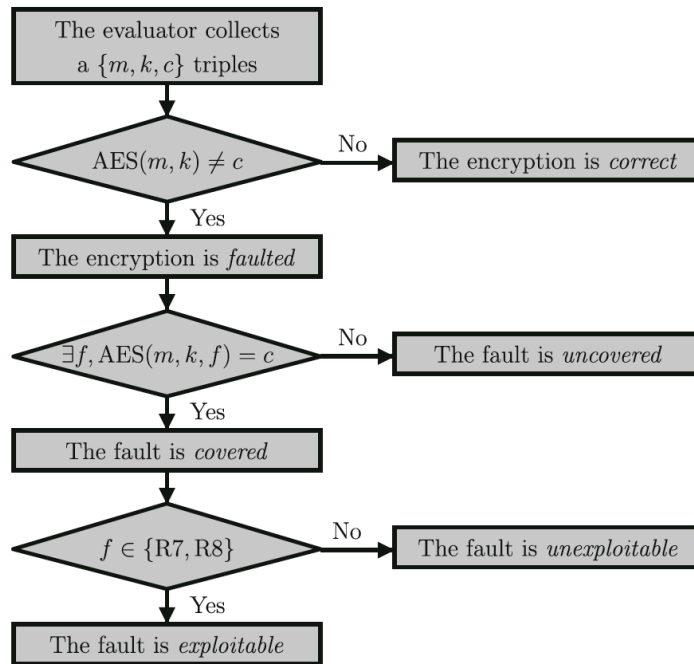 The evaluator collects
a {m, k, c} triples
AES(m, k) ≠ c
No
The encryption is correct
Yes
The encryption is faulted
∃f, AES(m, k, f) = c
No
The fault is uncovered
Yes
The fault is covered
f ∈ {R7, R8}
No
The fault is unexploitable
Yes
The fault is exploitable